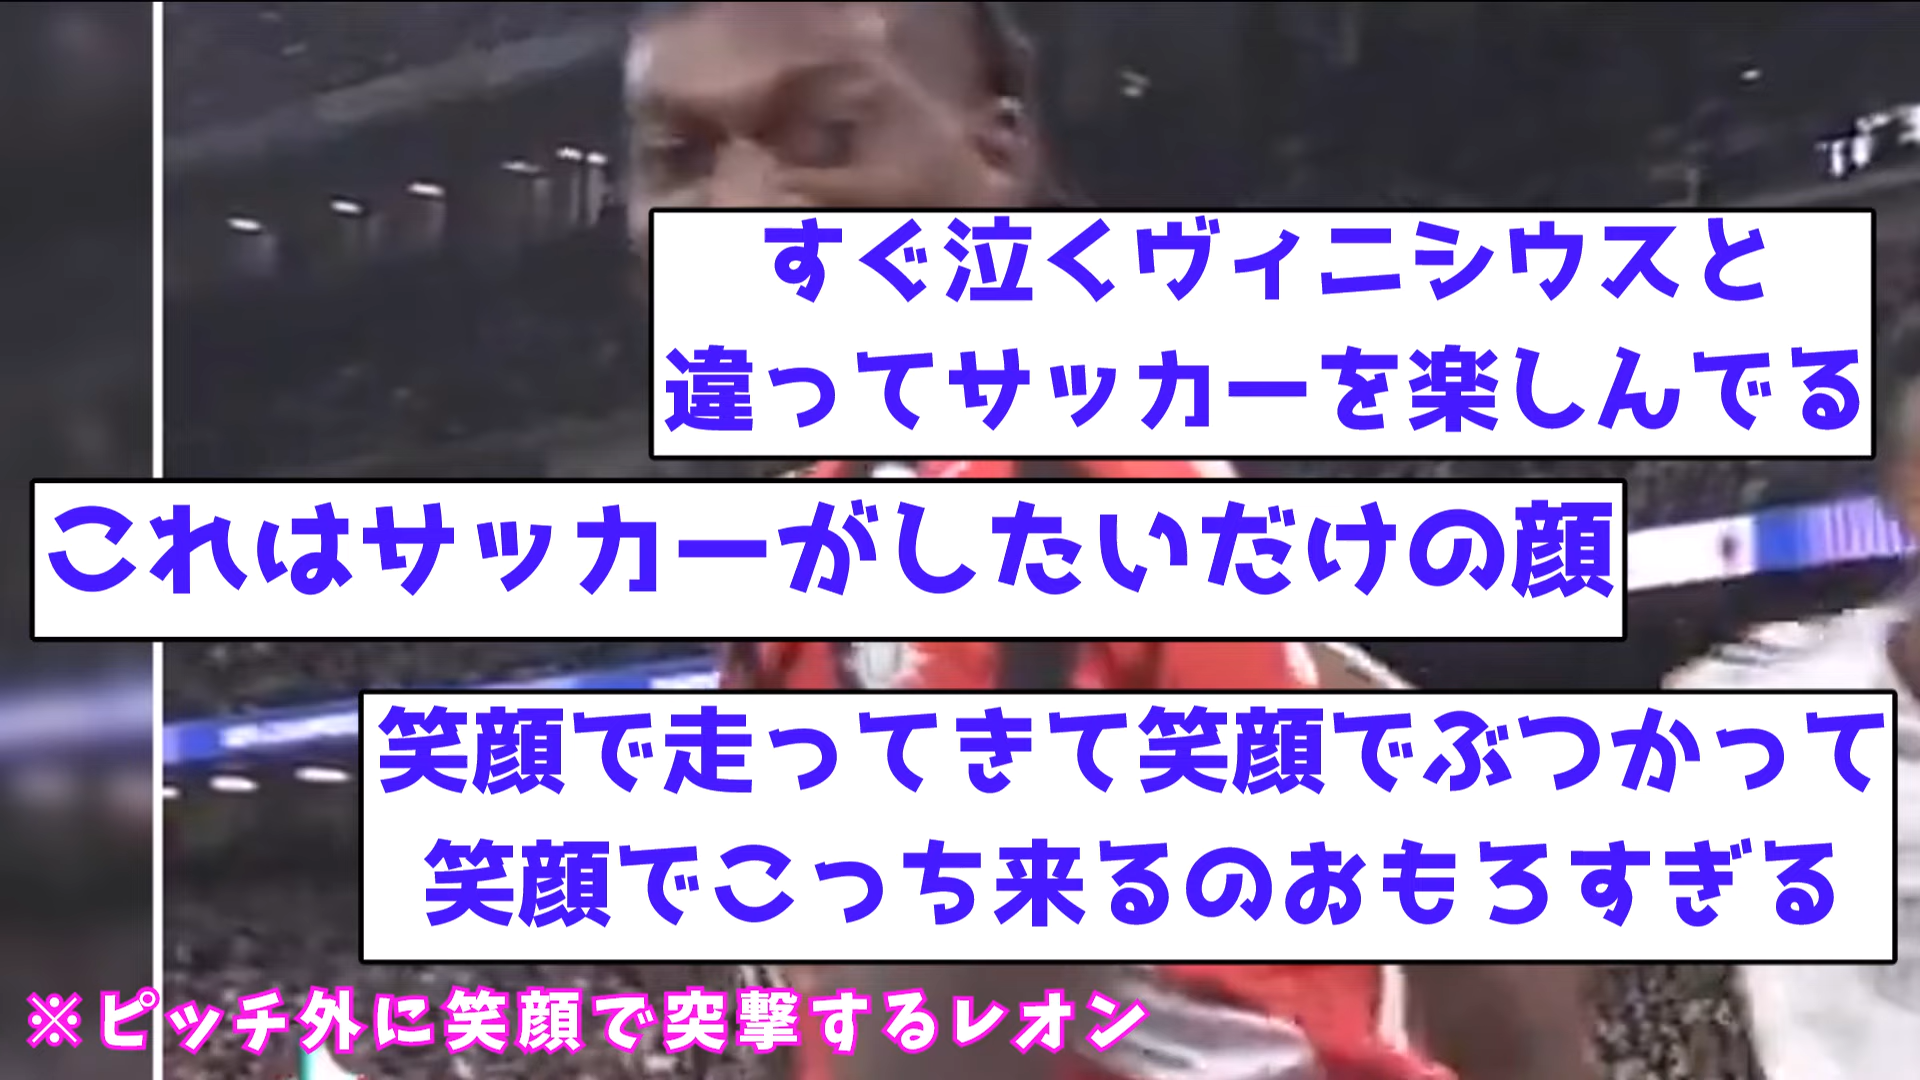 すぐ泣くヴィニシウスと
違ってサッカーを楽しんでる
これはサッカーがしたいだけの顔
笑顔で走ってきて笑顔でぶつかって
笑顔でこっち来るのおもろすぎる
※ピッチ外に笑顔で突撃するレオン